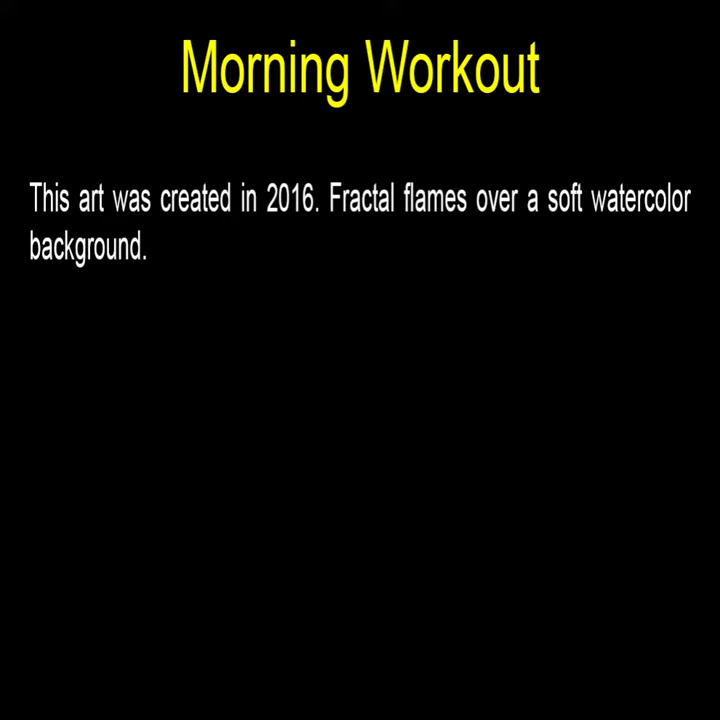 Morning Workout
This art was created in 2016. Fractal flames over a soft watercolor
background.